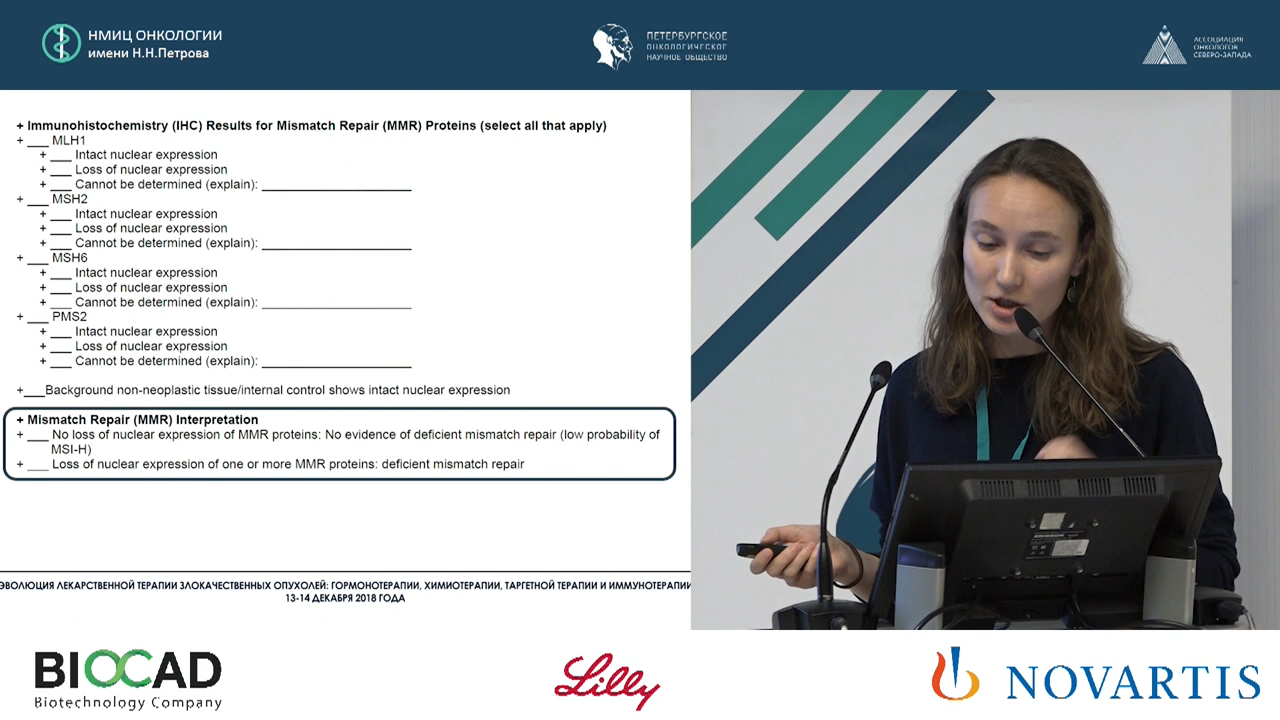 НМИЦ ОНКОЛОГИИ
имени Н.Н.Петрова
ПЕТЕРБУРГСКОЕ
ОНКОЛОГИЧЕСКОЕ
НАУЧНОЕ ОБЩЕСТВО
АССОЦИАЦИЯ
ОНКОЛОГОВ
СЕВЕРО-ЗАПАДА
+ Immunohistochemistry (IHC) Results for Mismatch Repair (MMR) Proteins (select all that apply)
+ ___ MLH1
+ ___ Intact nuclear expression
+ ___ Loss of nuclear expression
+ ___ Cannot be determined (explain): ____________________
+ ___ MSH2
+ ___ Intact nuclear expression
+ ___ Loss of nuclear expression
+ ___ Cannot be determined (explain): ____________________
+ ___ MSH6
+ ___ Intact nuclear expression
+ ___ Loss of nuclear expression
+ ___ Cannot be determined (explain): ____________________
+ ___ PMS2
+ ___ Intact nuclear expression
+ ___ Loss of nuclear expression
+ ___ Cannot be determined (explain): ____________________
+___Background non-neoplastic tissue/internal control shows intact nuclear expression
+ Mismatch Repair (MMR) Interpretation
+ ___ No loss of nuclear expression of MMR proteins: No evidence of deficient mismatch repair (low probability of
MSI-H)
+ ___ Loss of nuclear expression of one or more MMR proteins: deficient mismatch repair
ЭВОЛЮЦИЯ ЛЕКАРСТВЕННОЙ ТЕРАПИИ ЗЛОКАЧЕСТВЕННЫХ ОПУХОЛЕЙ: ГОРМОНОТЕРАПИИ, ХИМИОТЕРАПИИ, ТАРГЕТНОЙ ТЕРАПИИ И ИММУНОТЕРАПИИ
13-14 ДЕКАБРЯ 2018 ГОДА
BIOCAD
Biotechnology Company
Lilly
NOVARTIS